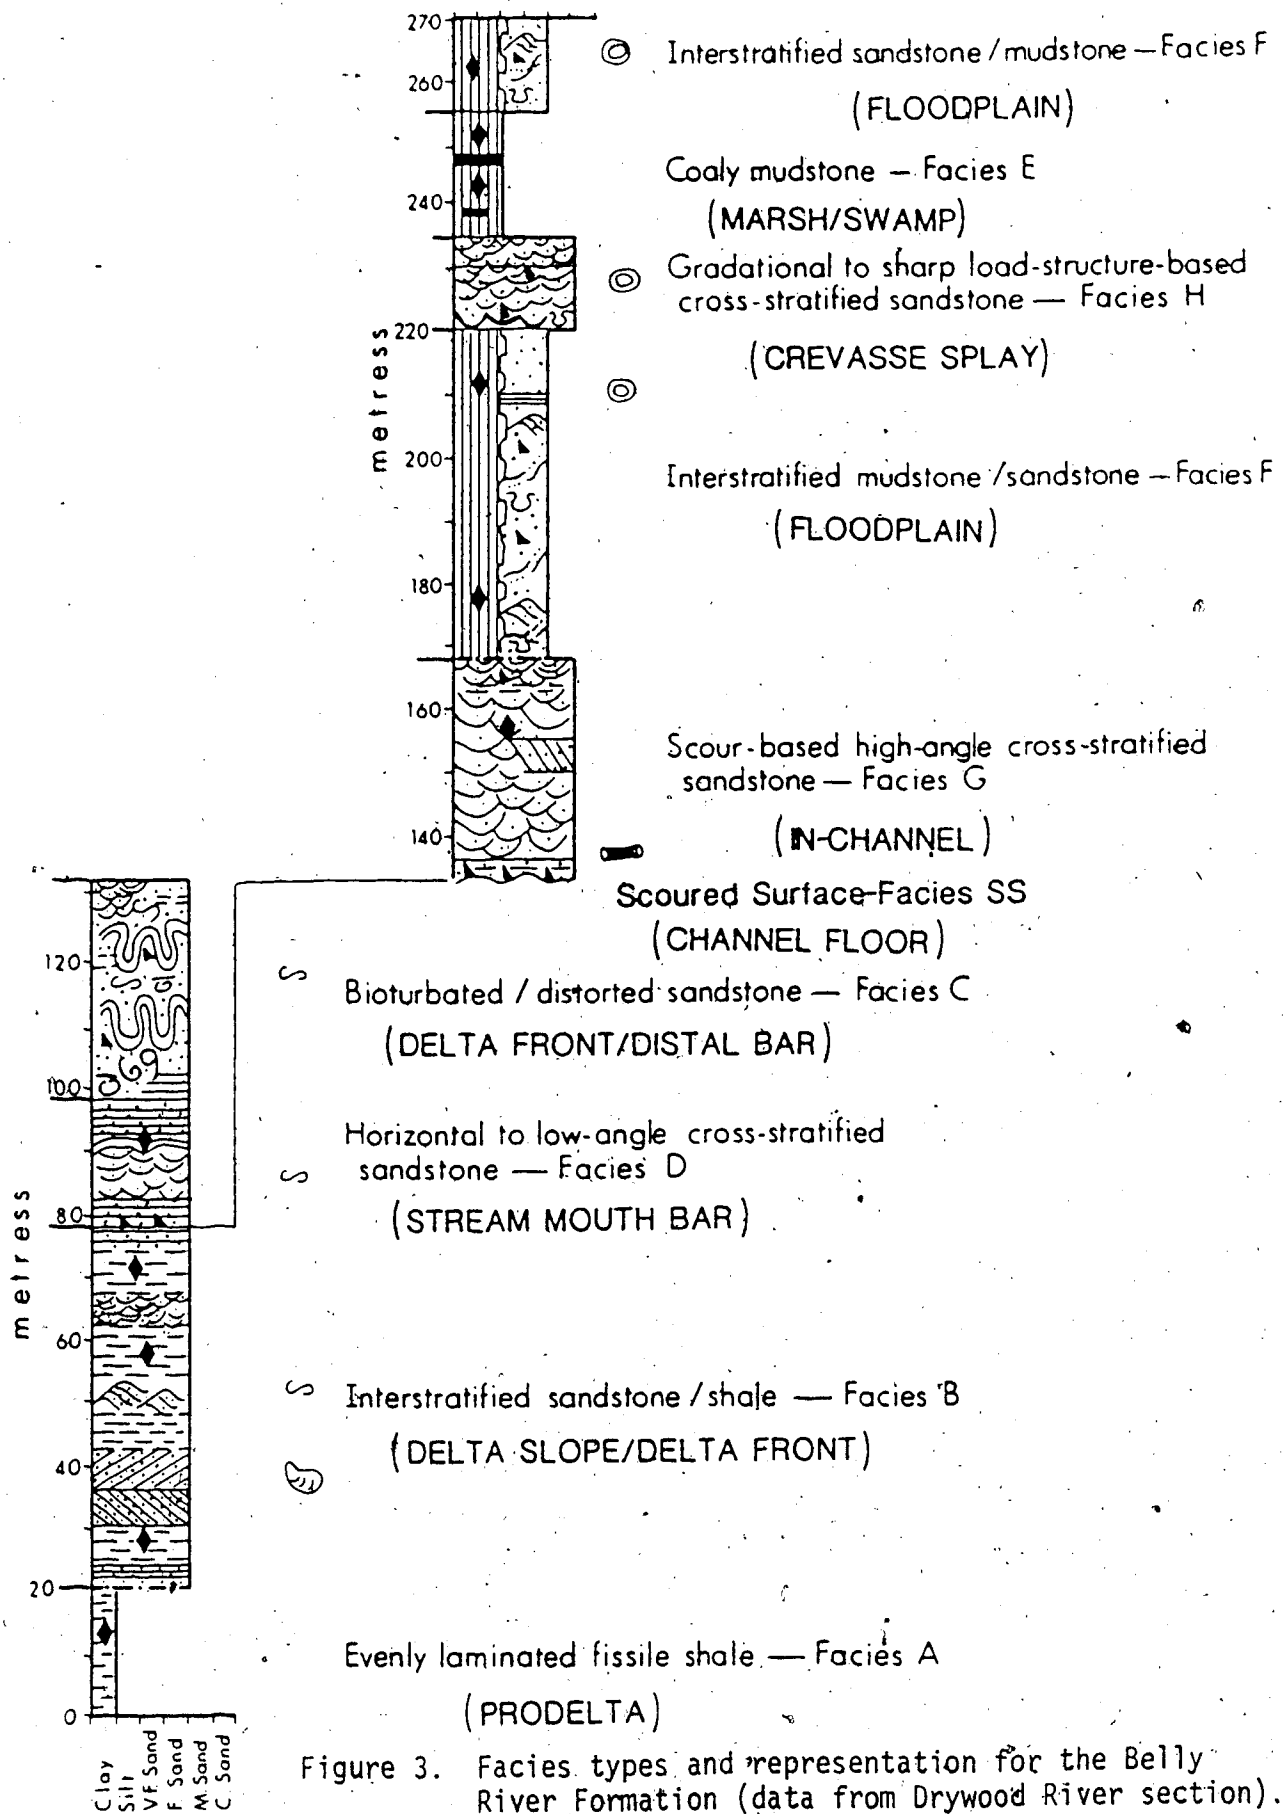 270
260
240
220
200
180
160
140
metres
Interstratified sandstone / mudstone — Facies F
(FLOODPLAIN)
Coaly mudstone — Facies E
(MARSH/SWAMP)
Gradational to sharp load-structure-based
cross-stratified sandstone — Facies H
(CREVASSE SPLAY)
Interstratified mudstone / sandstone — Facies F
(FLOODPLAIN)
Scour-based high-angle cross-stratified
sandstone — Facies G
(IN-CHANNEL)
Scoured Surface-Facies SS
(CHANNEL FLOOR)
120
100
80
60
40
20
0
metres
Bioturbated / distorted sandstone — Facies C
(DELTA FRONT/DISTAL BAR)
Horizontal to low-angle cross-stratified
sandstone — Facies D
(STREAM MOUTH BAR)
Interstratified sandstone / shale — Facies B
(DELTA SLOPE/DELTA FRONT)
Evenly laminated fissile shale — Facies A
(PRODELTA)
Clay
Silt
V.F. Sand
F. Sand
M. Sand
C. Sand
Figure 3. Facies types and representation for the Belly
River Formation (data from Drywood River section).